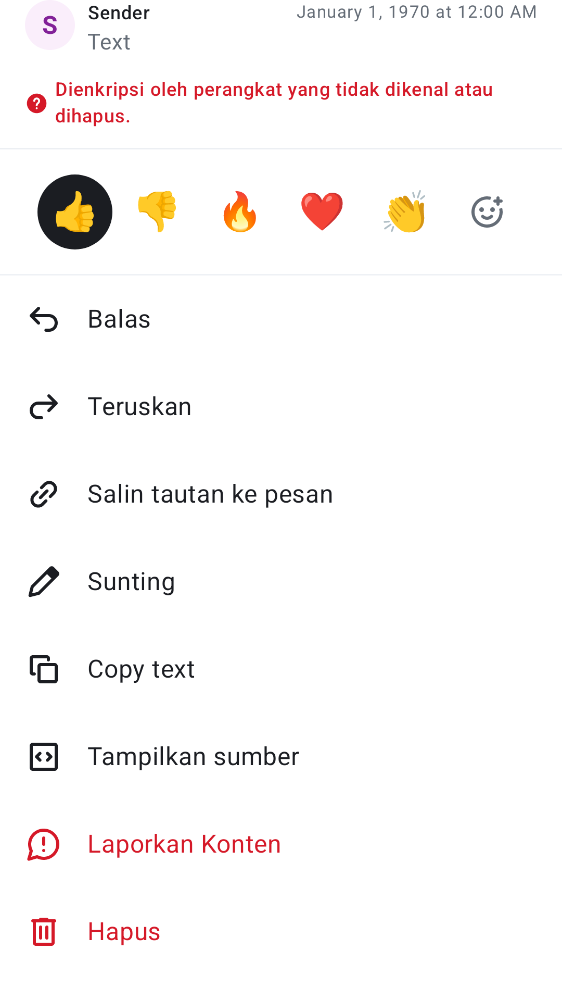 S
Sender
January 1, 1970 at 12:00 AM
Text
Dienkripsi oleh perangkat yang tidak dikenal atau
dihapus.
Balas
Teruskan
Salin tautan ke pesan
Sunting
Copy text
Tampilkan sumber
Laporkan Konten
Hapus